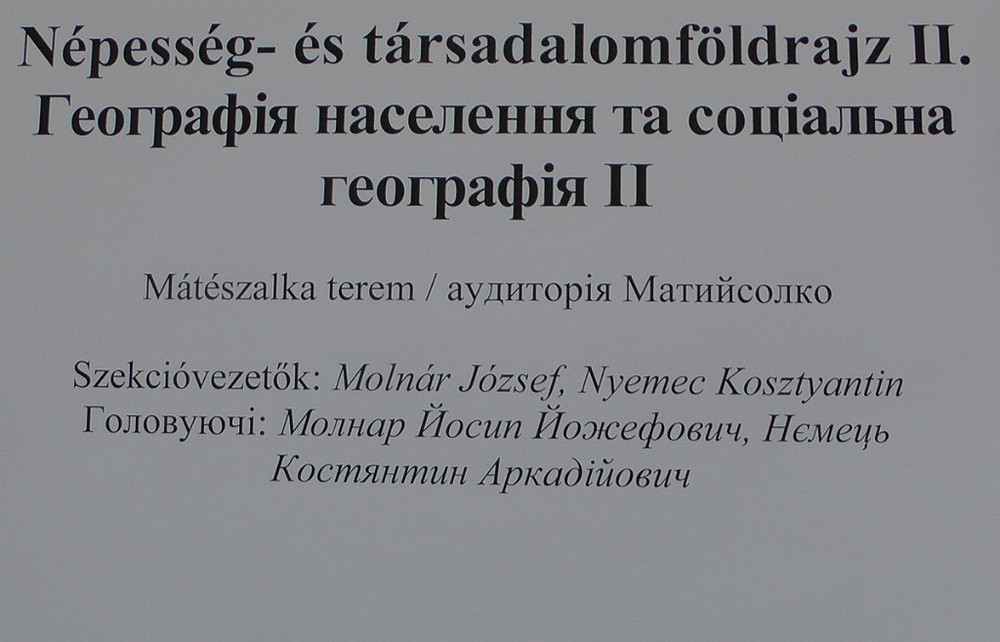 Népesség- és társadalomföldrajz II.
Географія населення та соціальна
географія II
Mátészalka terem / аудиторія Матийсолко
Szekcióvezetők: Molnár József, Nyemec Kosztyantin
Головуючі: Молнар Йосип Йожефович, Нємець
Костянтин Аркадійович